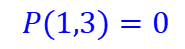 P(1,3) = 0